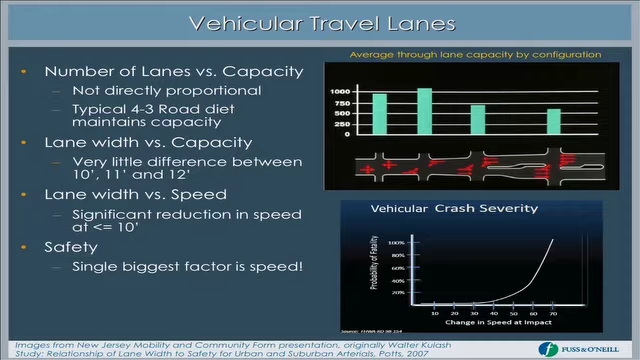 Vehicular Travel Lanes
• Number of Lanes vs. Capacity
– Not directly proportional
– Typical 4-3 Road diet
maintains capacity
• Lane width vs. Capacity
– Very little difference between
10', 11' and 12'
• Lane width vs. Speed
– Significant reduction in speed
at <= 10'
• Safety
– Single biggest factor is speed!
Average through lane capacity by configuration
1000
750
500
250
0
Vehicular Crash Severity
Probability of Fatality
100%
80%
60%
40%
20%
10 20 30 40 50 60 70
Change in Speed at Impact
Images from New Jersey Mobility and Community Form presentation, originally Walter Kulash
Study: Relationship of Lane Width to Safety for Urban and Suburban Arterials, Potts, 2007
FUSS & O'NEILL